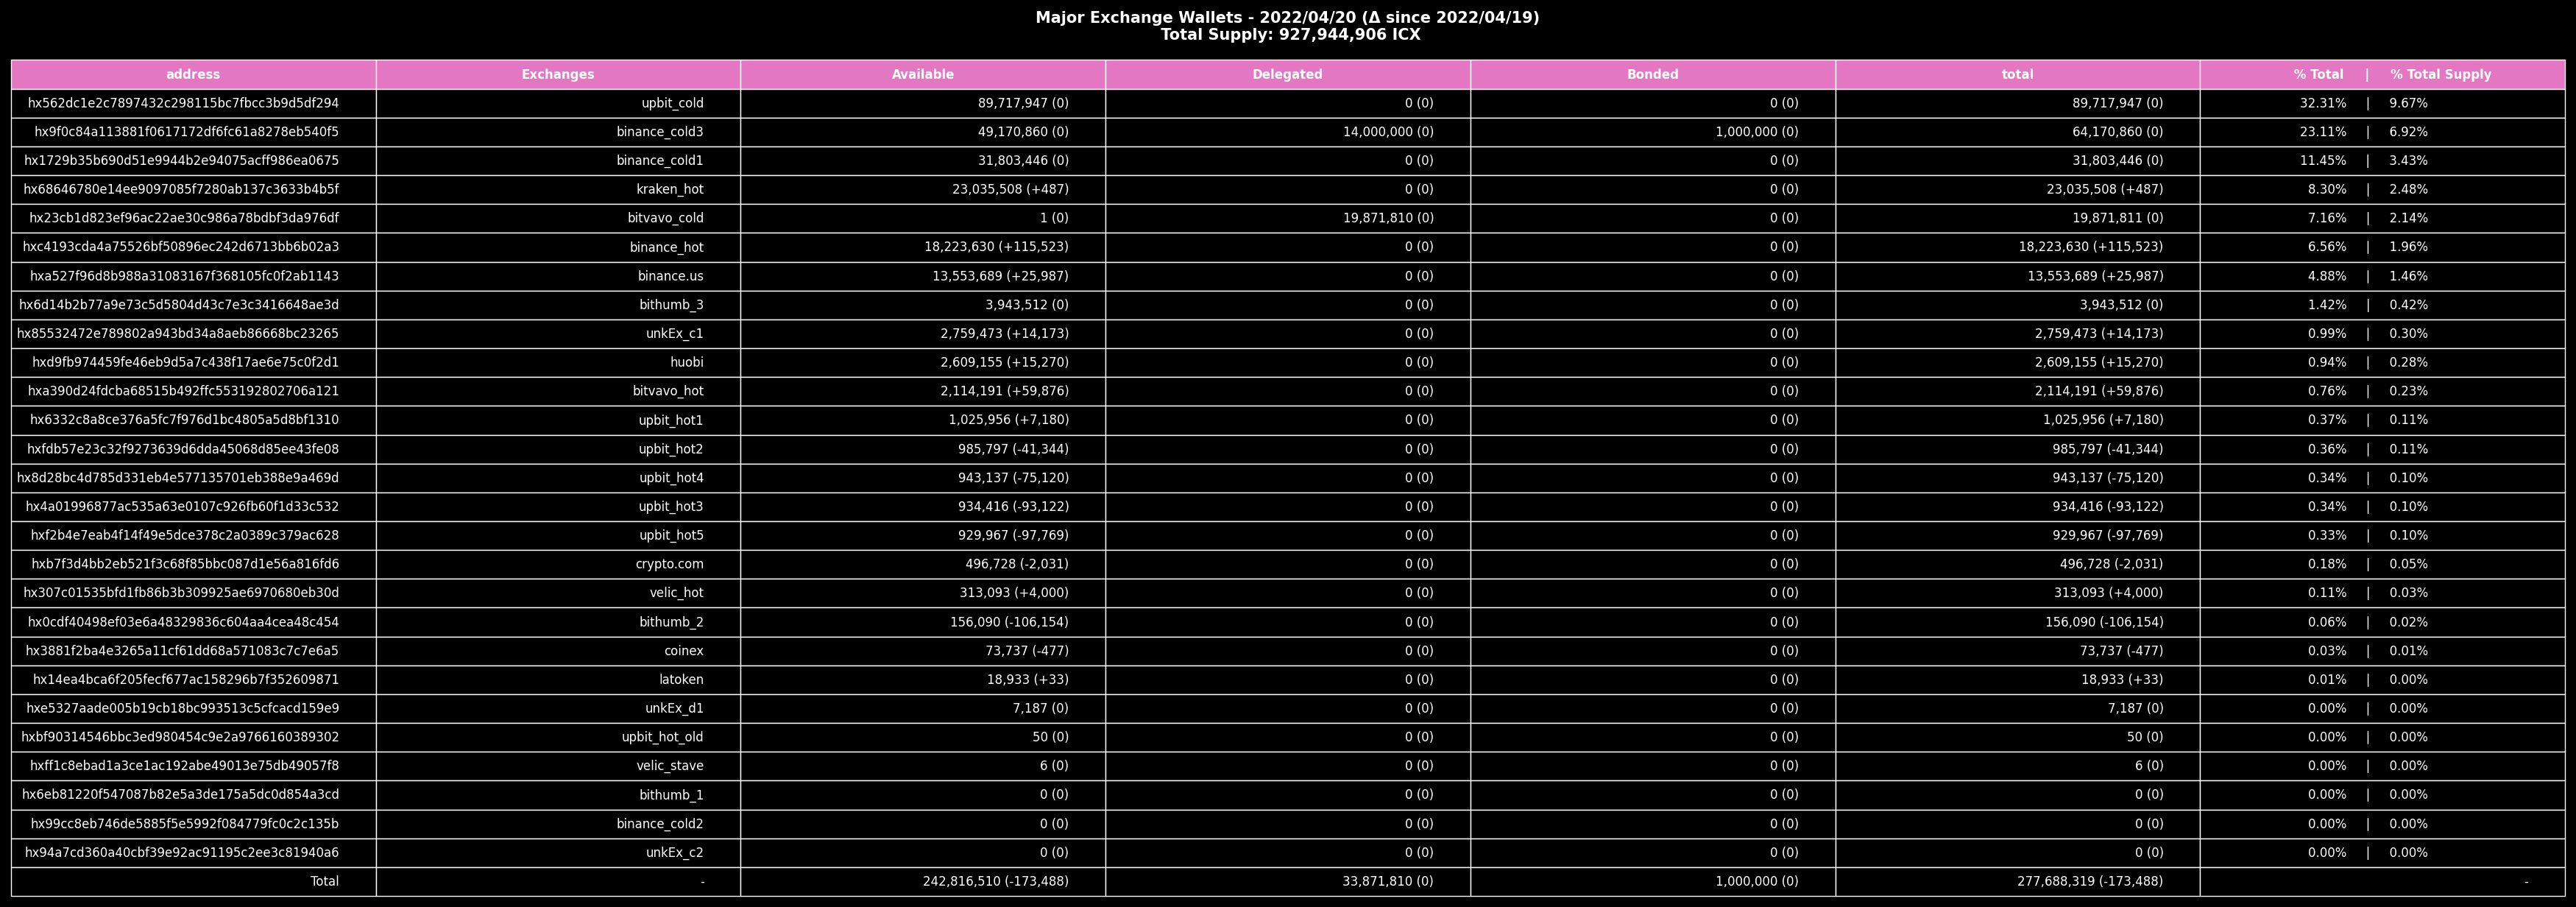 Major Exchange Wallets - 2022/04/20 (Δ since 2022/04/19)
Total Supply: 927,944,906 ICX
address Exchanges Available Delegated Bonded total % Total | % Total Supply
hx562dc1e2c7897432c298115bc7fbcc3b9d5df294 upbit_cold 89,717,947 (0) 0 (0) 0 (0) 89,717,947 (0) 32.31% | 9.67%
hx9f0c84a113881f0617172df6fc61a8278eb540f5 binance_cold3 49,170,860 (0) 14,000,000 (0) 1,000,000 (0) 64,170,860 (0) 23.11% | 6.92%
hx1729b35b690d51e9944b2e94075acff986ea0675 binance_cold1 31,803,446 (0) 0 (0) 0 (0) 31,803,446 (0) 11.45% | 3.43%
hx68646780e14ee9097085f7280ab137c3633b4b5f kraken_hot 23,035,508 (+487) 0 (0) 0 (0) 23,035,508 (+487) 8.30% | 2.48%
hx23cb1d823ef96ac22ae30c986a78bdbf3da976df bitvavo_cold 1 (0) 19,871,810 (0) 0 (0) 19,871,811 (0) 7.16% | 2.14%
hxc4193cda4a75526bf50896ec242d6713bb6b02a3 binance_hot 18,223,630 (+115,523) 0 (0) 0 (0) 18,223,630 (+115,523) 6.56% | 1.96%
hxa527f96d8b988a31083167f368105fc0f2ab1143 binance.us 13,553,689 (+25,987) 0 (0) 0 (0) 13,553,689 (+25,987) 4.88% | 1.46%
hx6d14b2b77a9e73c5d5804d43c7e3c3416648ae3d bithumb_3 3,943,512 (0) 0 (0) 0 (0) 3,943,512 (0) 1.42% | 0.42%
hx85532472e789802a943bd34a8aeb86668bc23265 unkEx_c1 2,759,473 (+14,173) 0 (0) 0 (0) 2,759,473 (+14,173) 0.99% | 0.30%
hxd9fb974459fe46eb9d5a7c438f17ae6e75c0f2d1 huobi 2,609,155 (+15,270) 0 (0) 0 (0) 2,609,155 (+15,270) 0.94% | 0.28%
hxa390d24fdcba68515b492ffc553192802706a121 bitvavo_hot 2,114,191 (+59,876) 0 (0) 0 (0) 2,114,191 (+59,876) 0.76% | 0.23%
hx6332c8a8ce376a5fc7f976d1bc4805a5d8bf1310 upbit_hot1 1,025,956 (+7,180) 0 (0) 0 (0) 1,025,956 (+7,180) 0.37% | 0.11%
hxfdb57e23c32f9273639d6dda45068d85ee43fe08 upbit_hot2 985,797 (-41,344) 0 (0) 0 (0) 985,797 (-41,344) 0.36% | 0.11%
hx8d28bc4d785d331eb4e577135701eb388e9a469d upbit_hot4 943,137 (-75,120) 0 (0) 0 (0) 943,137 (-75,120) 0.34% | 0.10%
hx4a01996877ac535a63e0107c926fb60f1d33c532 upbit_hot3 934,416 (-93,122) 0 (0) 0 (0) 934,416 (-93,122) 0.34% | 0.10%
hxf2b4e7eab4f14f49e5dce378c2a0389c379ac628 upbit_hot5 929,967 (-97,769) 0 (0) 0 (0) 929,967 (-97,769) 0.33% | 0.10%
hxb7f3d4bb2eb521f3c68f85bbc087d1e56a816fd6 crypto.com 496,728 (-2,031) 0 (0) 0 (0) 496,728 (-2,031) 0.18% | 0.05%
hx307c01535bfd1fb86b3b309925ae6970680eb30d velic_hot 313,093 (+4,000) 0 (0) 0 (0) 313,093 (+4,000) 0.11% | 0.03%
hx0cdf40498ef03e6a48329836c604aa4cea48c454 bithumb_2 156,090 (-106,154) 0 (0) 0 (0) 156,090 (-106,154) 0.06% | 0.02%
hx3881f2ba4e3265a11cf61dd68a571083c7c7e6a5 coinex 73,737 (-477) 0 (0) 0 (0) 73,737 (-477) 0.03% | 0.01%
hx14ea4bca6f205fecf677ac158296b7f352609871 latoken 18,933 (+33) 0 (0) 0 (0) 18,933 (+33) 0.01% | 0.00%
hxe5327aade005b19cb18bc993513c5cfcacd159e9 unkEx_d1 7,187 (0) 0 (0) 0 (0) 7,187 (0) 0.00% | 0.00%
hxbf90314546bbc3ed980454c9e2a9766160389302 upbit_hot_old 50 (0) 0 (0) 0 (0) 50 (0) 0.00% | 0.00%
hxff1c8ebad1a3ce1ac192abe49013e75db49057f8 velic_stave 6 (0) 0 (0) 0 (0) 6 (0) 0.00% | 0.00%
hx6eb81220f547087b82e5a3de175a5dc0d854a3cd bithumb_1 0 (0) 0 (0) 0 (0) 0 (0) 0.00% | 0.00%
hx99cc8eb746de5885f5e5992f084779fc0c2c135b binance_cold2 0 (0) 0 (0) 0 (0) 0 (0) 0.00% | 0.00%
hx94a7cd360a40cbf39e92ac91195c2ee3c81940a6 unkEx_c2 0 (0) 0 (0) 0 (0) 0 (0) 0.00% | 0.00%
Total - 242,816,510 (-173,488) 33,871,810 (0) 1,000,000 (0) 277,688,319 (-173,488) -